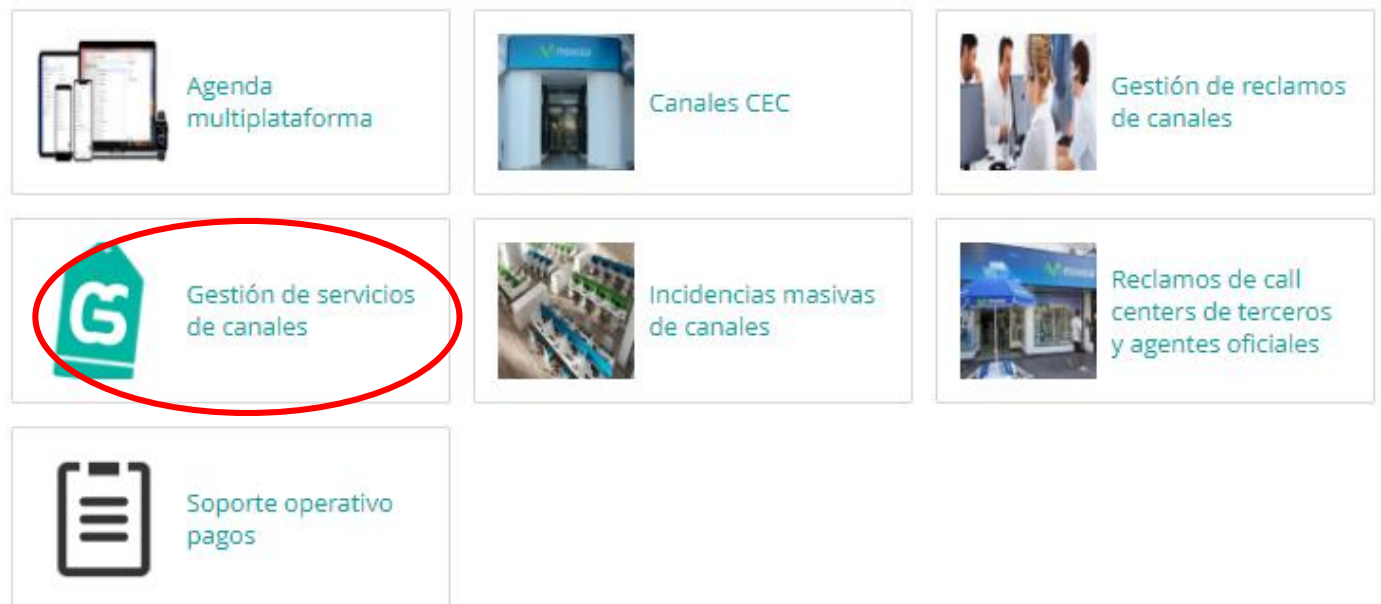 Agenda
multiplataforma
Canales CEC
Gestión de reclamos
de canales
GS
Gestión de servicios
de canales
Incidencias masivas
de canales
Reclamos de call
centers de terceros
y agentes oficiales
Soporte operativo
pagos